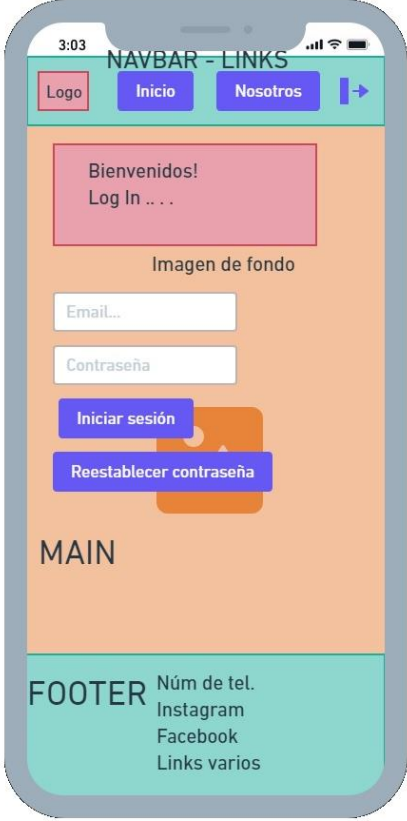 3:03
NAVBAR - LINKS
Logo
Inicio
Nosotros
Bienvenidos!
Log In .. . .
Imagen de fondo
Email...
Contraseña
Iniciar sesión
Reestablecer contraseña
MAIN
FOOTER
Núm de tel.
Instagram
Facebook
Links varios